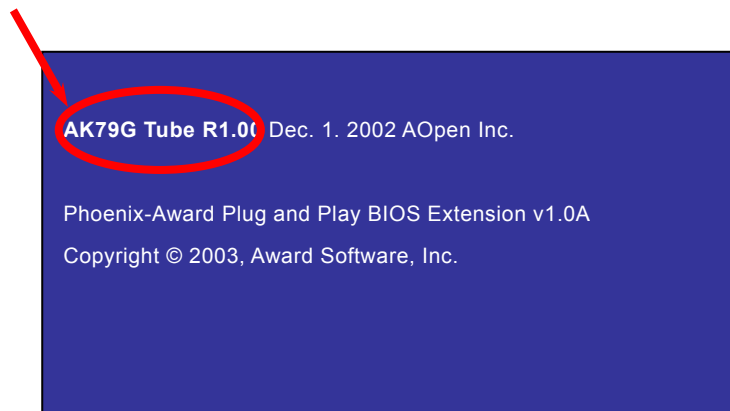 AK79G Tube R1.00 Dec. 1. 2002 AOpen Inc.
Phoenix-Award Plug and Play BIOS Extension v1.0A
Copyright © 2003, Award Software, Inc.